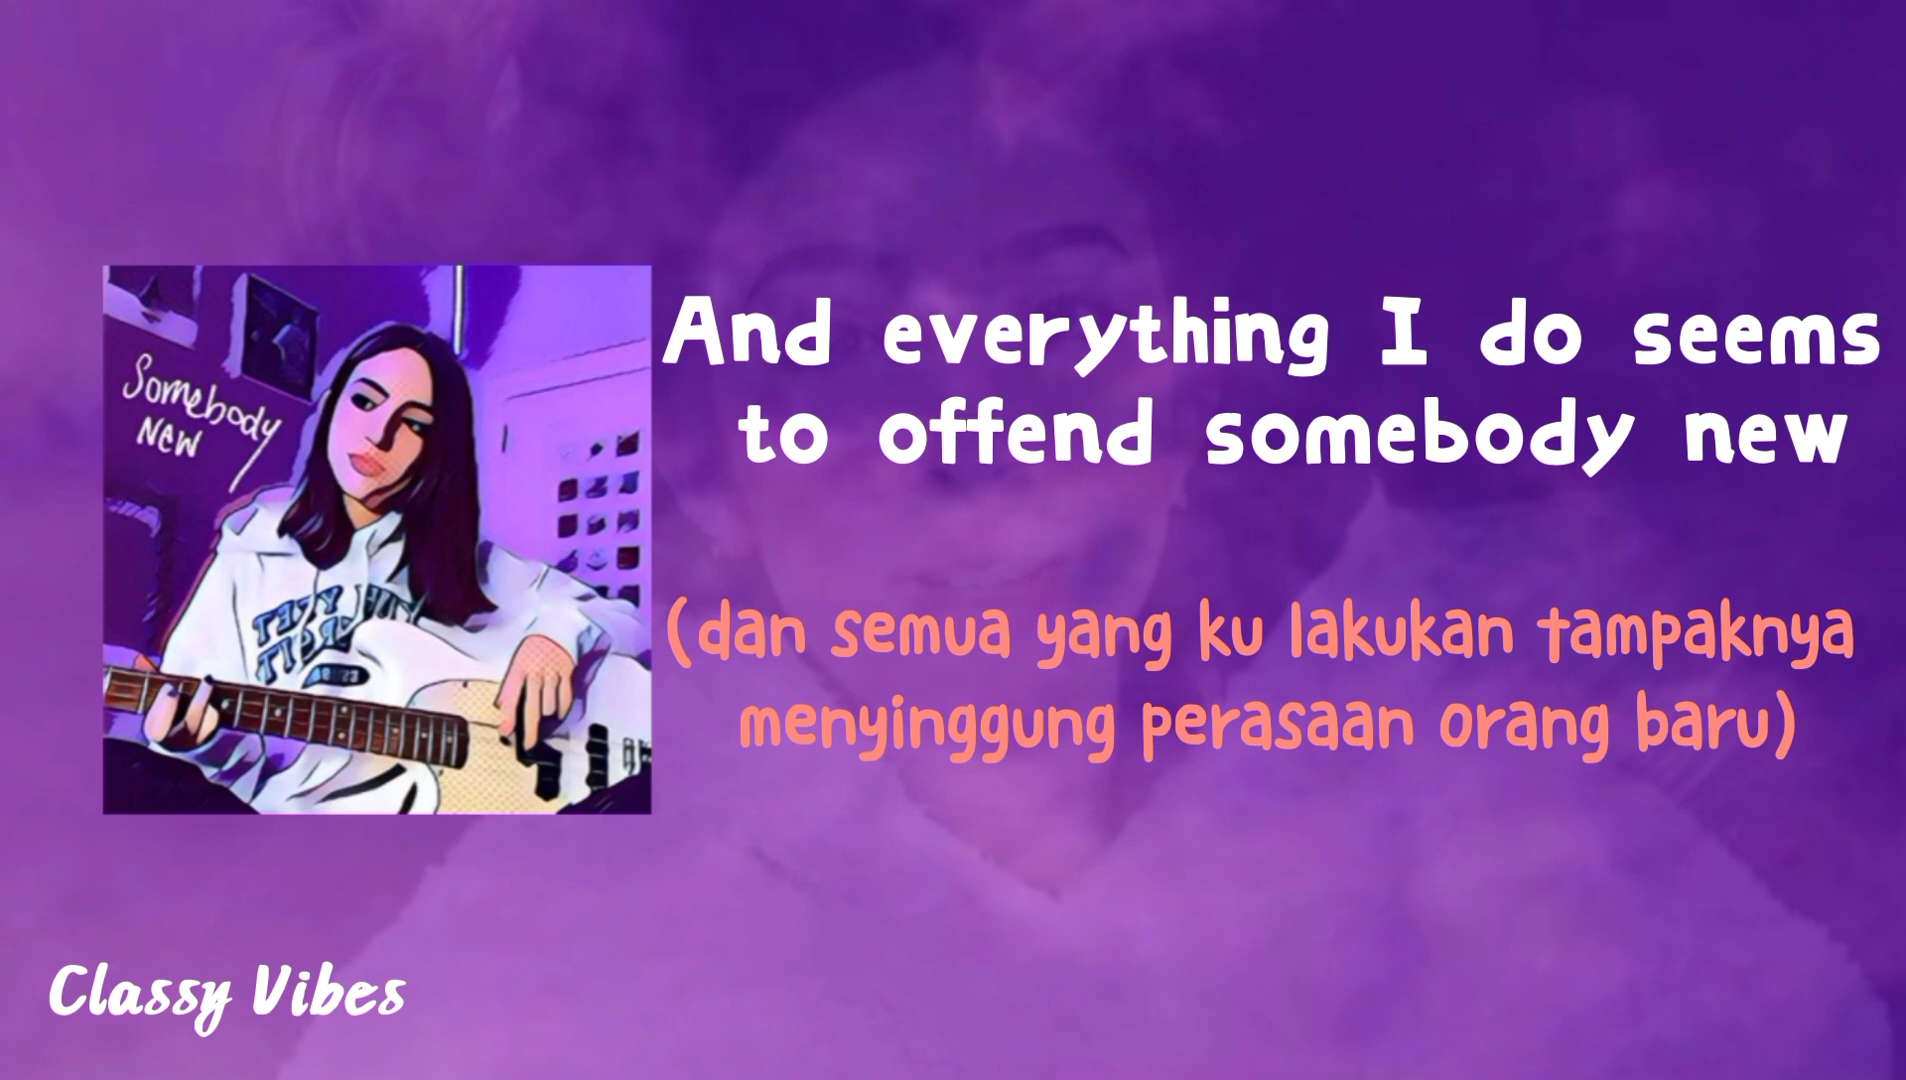 Somebody
New
And everything I do seems
to offend somebody new
(dan semua yang ku lakukan tampaknya
menyinggung perasaan orang baru)
Classy Vibes